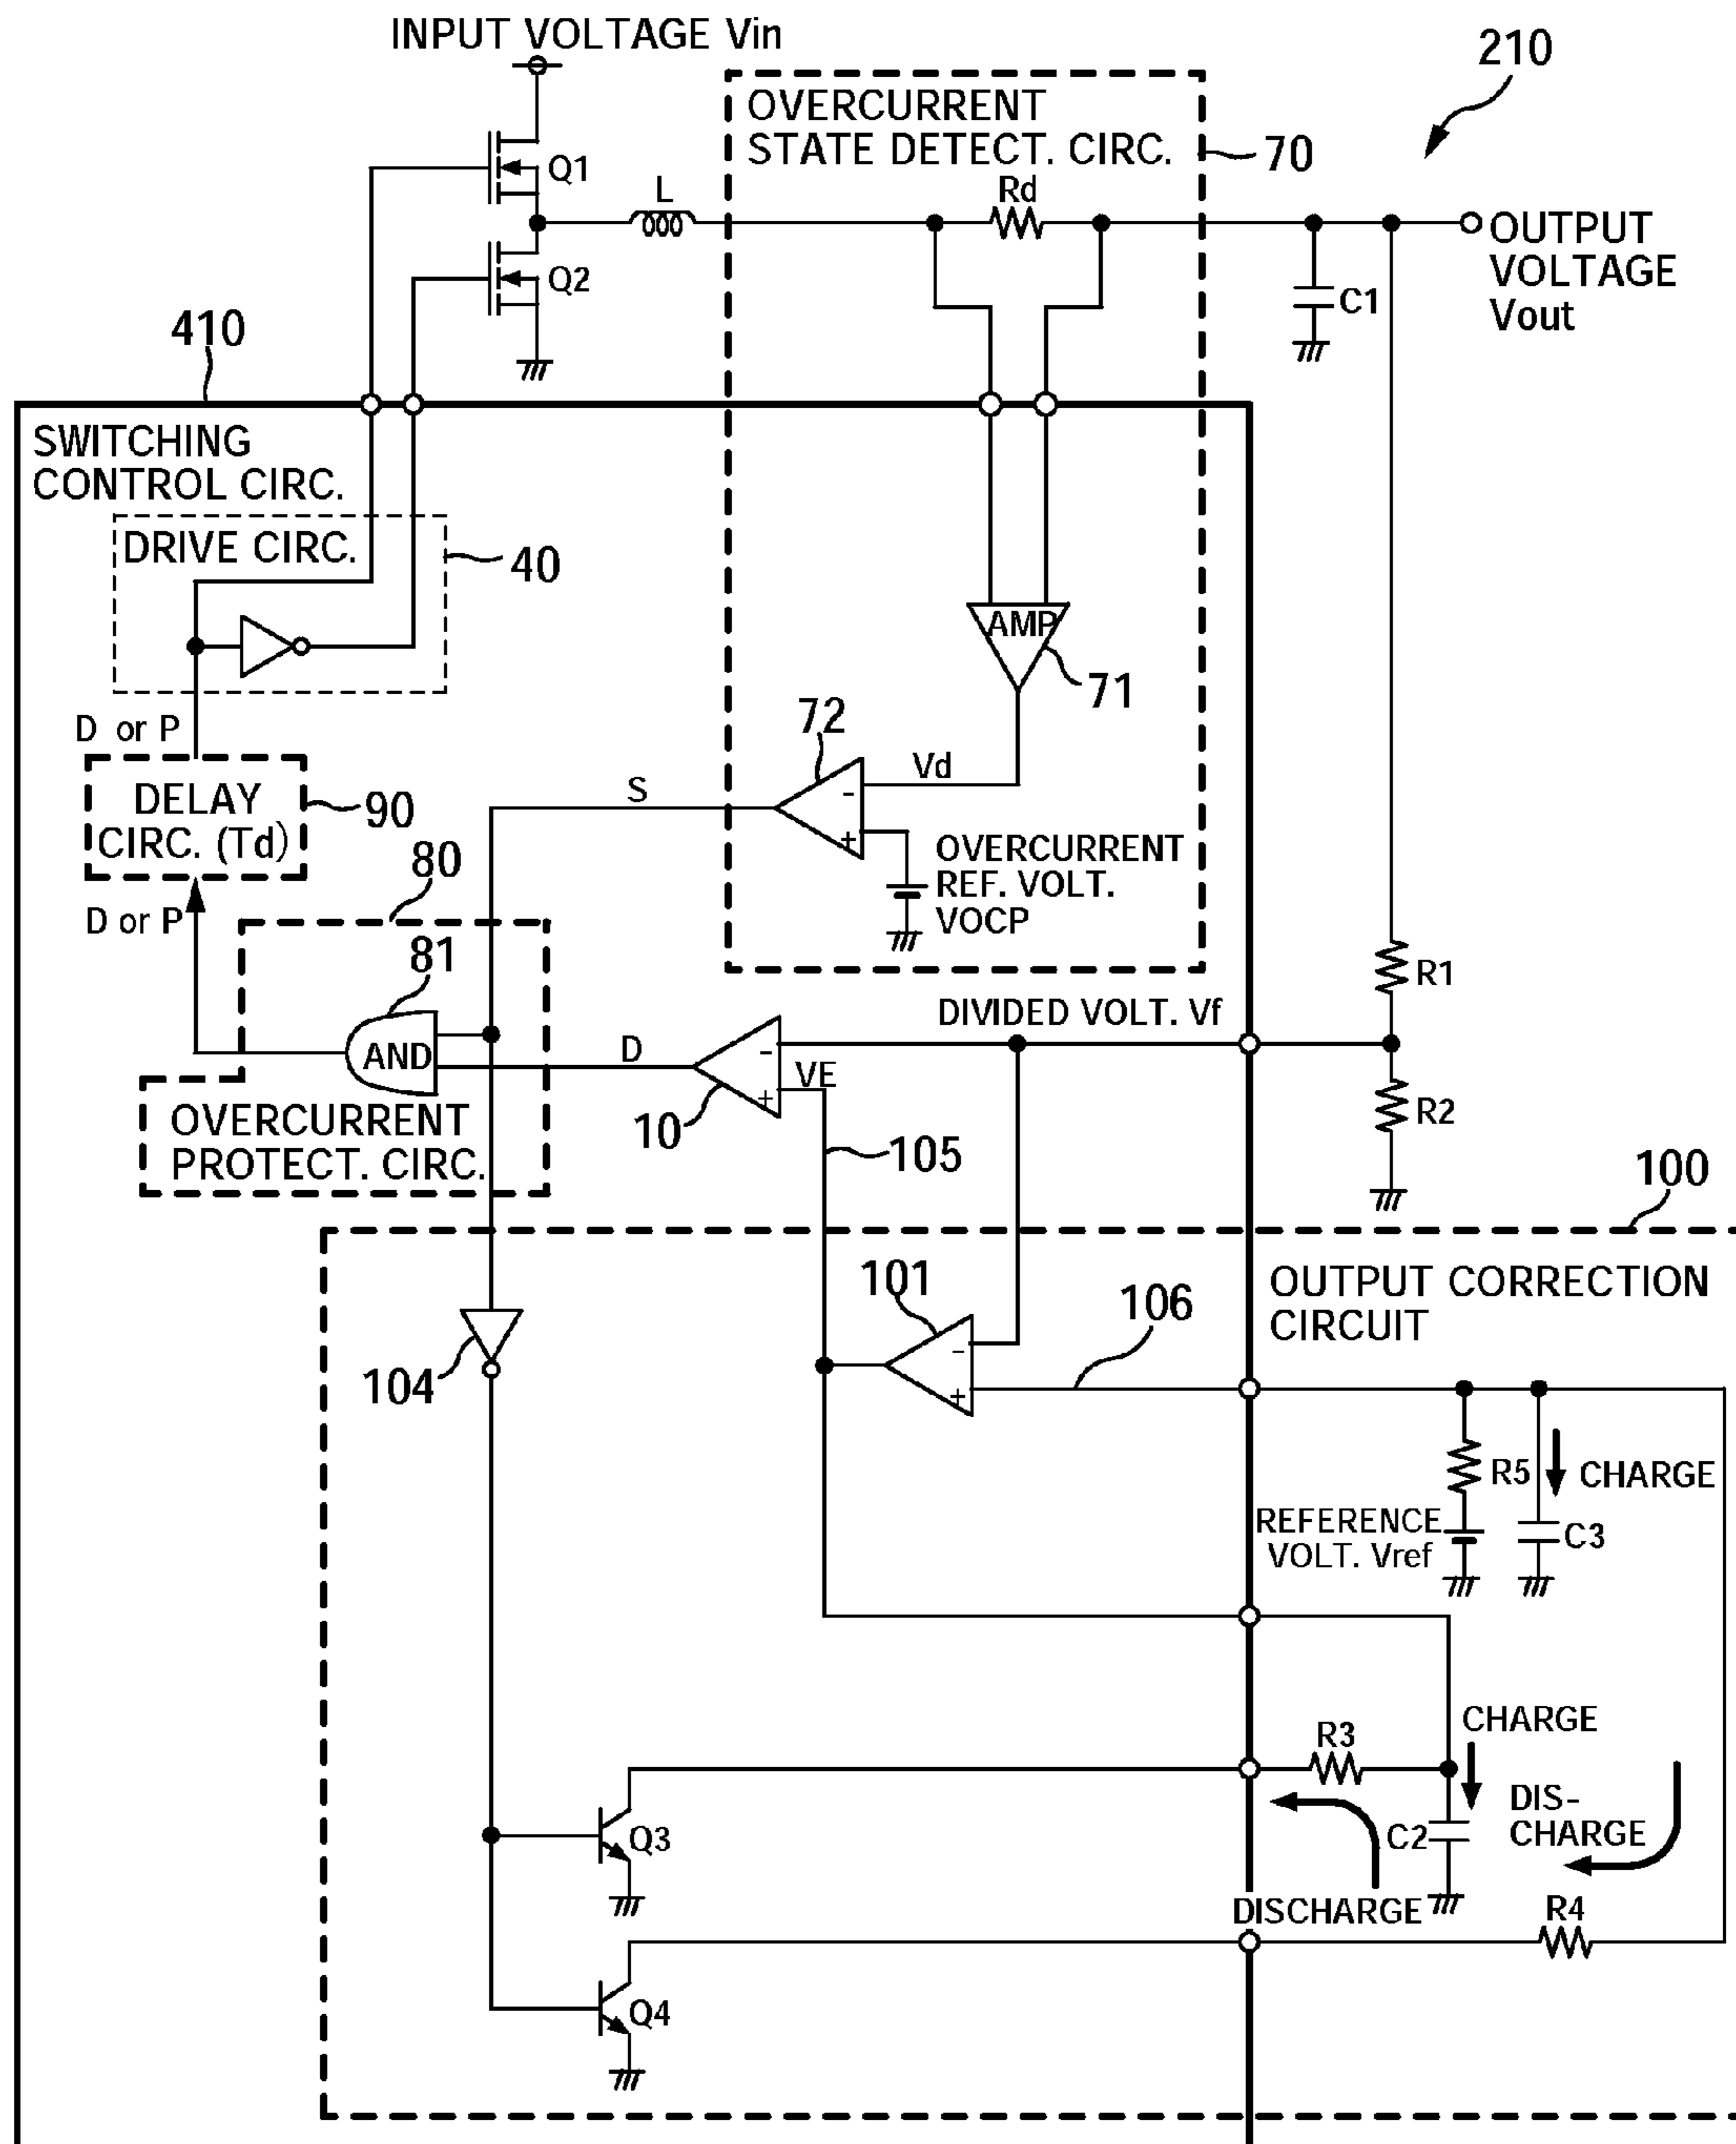 INPUT VOLTAGE Vin
210
OVERCURRENT
STATE DETECT. CIRC.
70
Q1
L
Rd
OUTPUT
VOLTAGE
Vout
Q2
C1
410
SWITCHING
CONTROL CIRC.
DRIVE CIRC.
40
AMP
71
D or P
72
Vd
S
-
+
DELAY
CIRC. (Td)
90
OVERCURRENT
REF. VOLT.
VOCP
80
D or P
81
R1
DIVIDED VOLT. Vf
AND
D
-
VE
+
10
R2
OVERCURRENT
PROTECT. CIRC.
105
100
101
106
OUTPUT CORRECTION
CIRCUIT
-
+
104
R5
CHARGE
REFERENCE
VOLT. Vref
C3
R3
CHARGE
DIS-
CHARGE
C2
Q3
DISCHARGE
R4
Q4